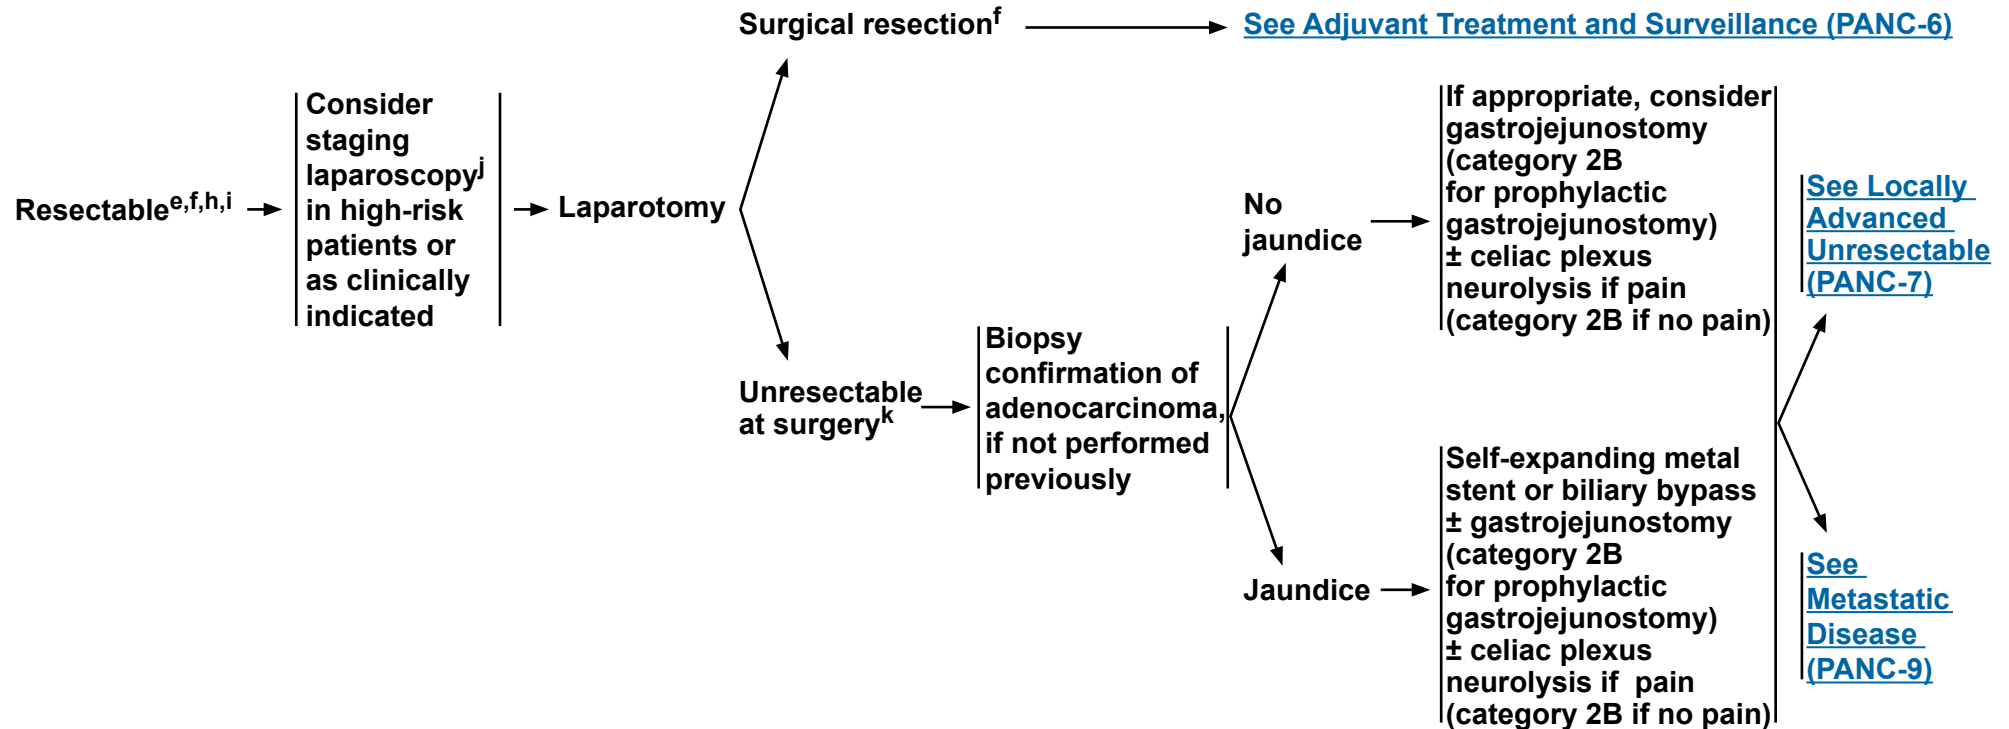 Surgical resectionf
See Adjuvant Treatment and Surveillance (PANC-6)
Resectablee,f,h,i
Consider
staging
laparoscopyj
in high-risk
patients or
as clinically
indicated
Laparotomy
Unresectable
at surgeryk
Biopsy
confirmation of
adenocarcinoma,
if not performed
previously
No
jaundice
If appropriate, consider
gastrojejunostomy
(category 2B
for prophylactic
gastrojejunostomy)
± celiac plexus
neurolysis if pain
(category 2B if no pain)
Jaundice
Self-expanding metal
stent or biliary bypass
± gastrojejunostomy
(category 2B
for prophylactic
gastrojejunostomy)
± celiac plexus
neurolysis if pain
(category 2B if no pain)
See Locally
Advanced
Unresectable
(PANC-7)
See
Metastatic
Disease
(PANC-9)